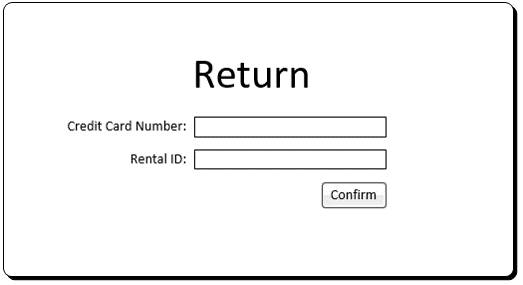 Return
Credit Card Number:
Rental ID:
Confirm